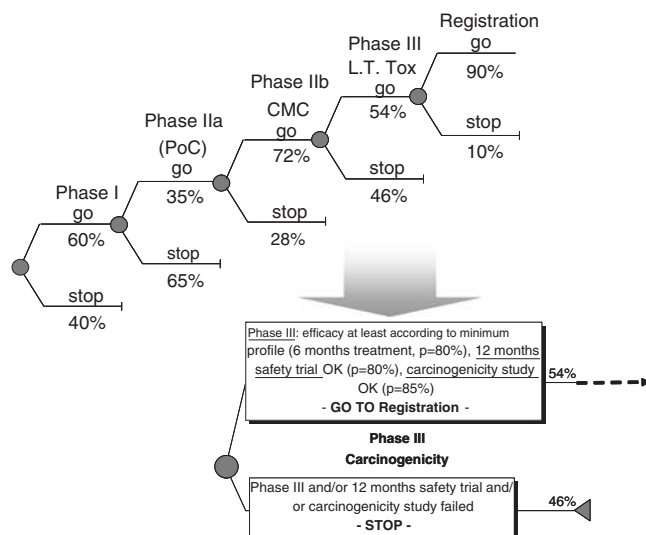 Registration
go
90%
stop
10%
Phase III
L.T. Tox
go
54%
stop
46%
Phase IIb
CMC
go
72%
stop
28%
Phase IIa
(PoC)
go
35%
stop
65%
Phase I
go
60%
stop
40%
Phase III: efficacy at least according to minimum
profile (6 months treatment, p=80%), 12 months
safety trial OK (p=80%), carcinogenicity study
OK (p=85%)
- GO TO Registration -
54%
Phase III
Carcinogenicity
Phase III and/or 12 months safety trial and/
or carcinogenicity study failed
- STOP -
46%